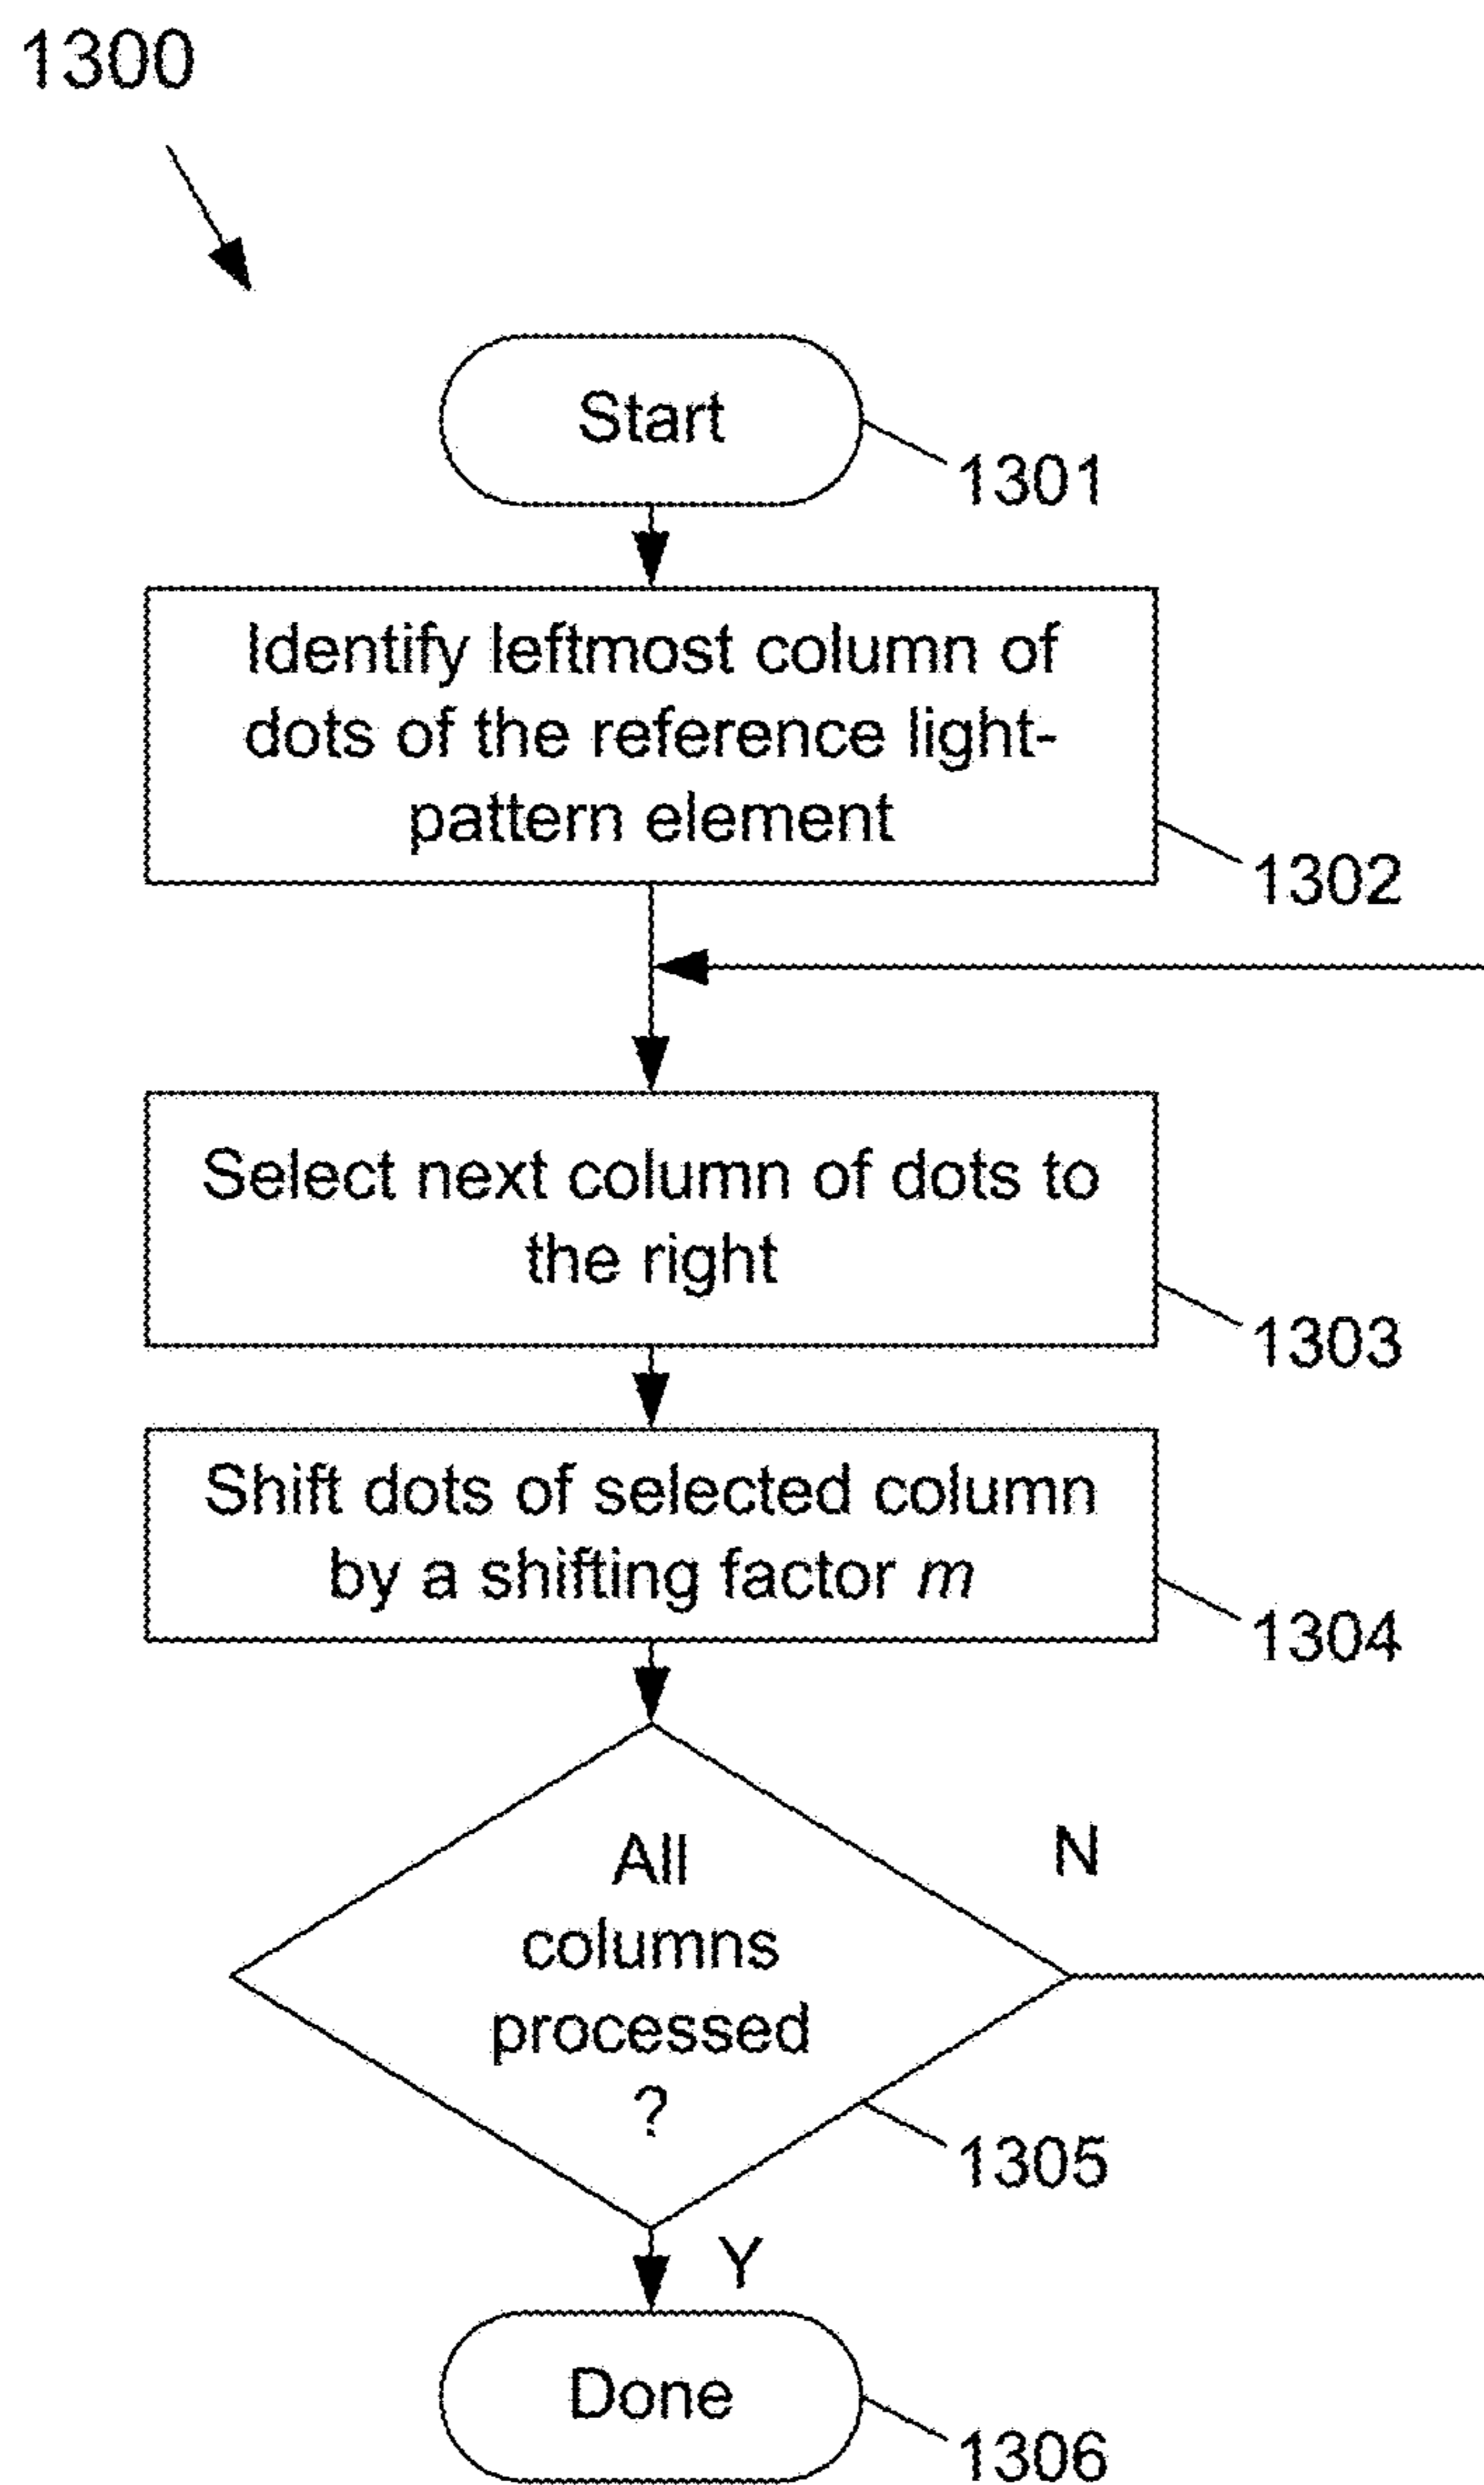 1300
Start
1301
Identify leftmost column of
dots of the reference light-
pattern element
1302
Select next column of dots to
the right
1303
Shift dots of selected column
by a shifting factor m
1304
All
columns
processed
?
N
1305
Y
Done
1306